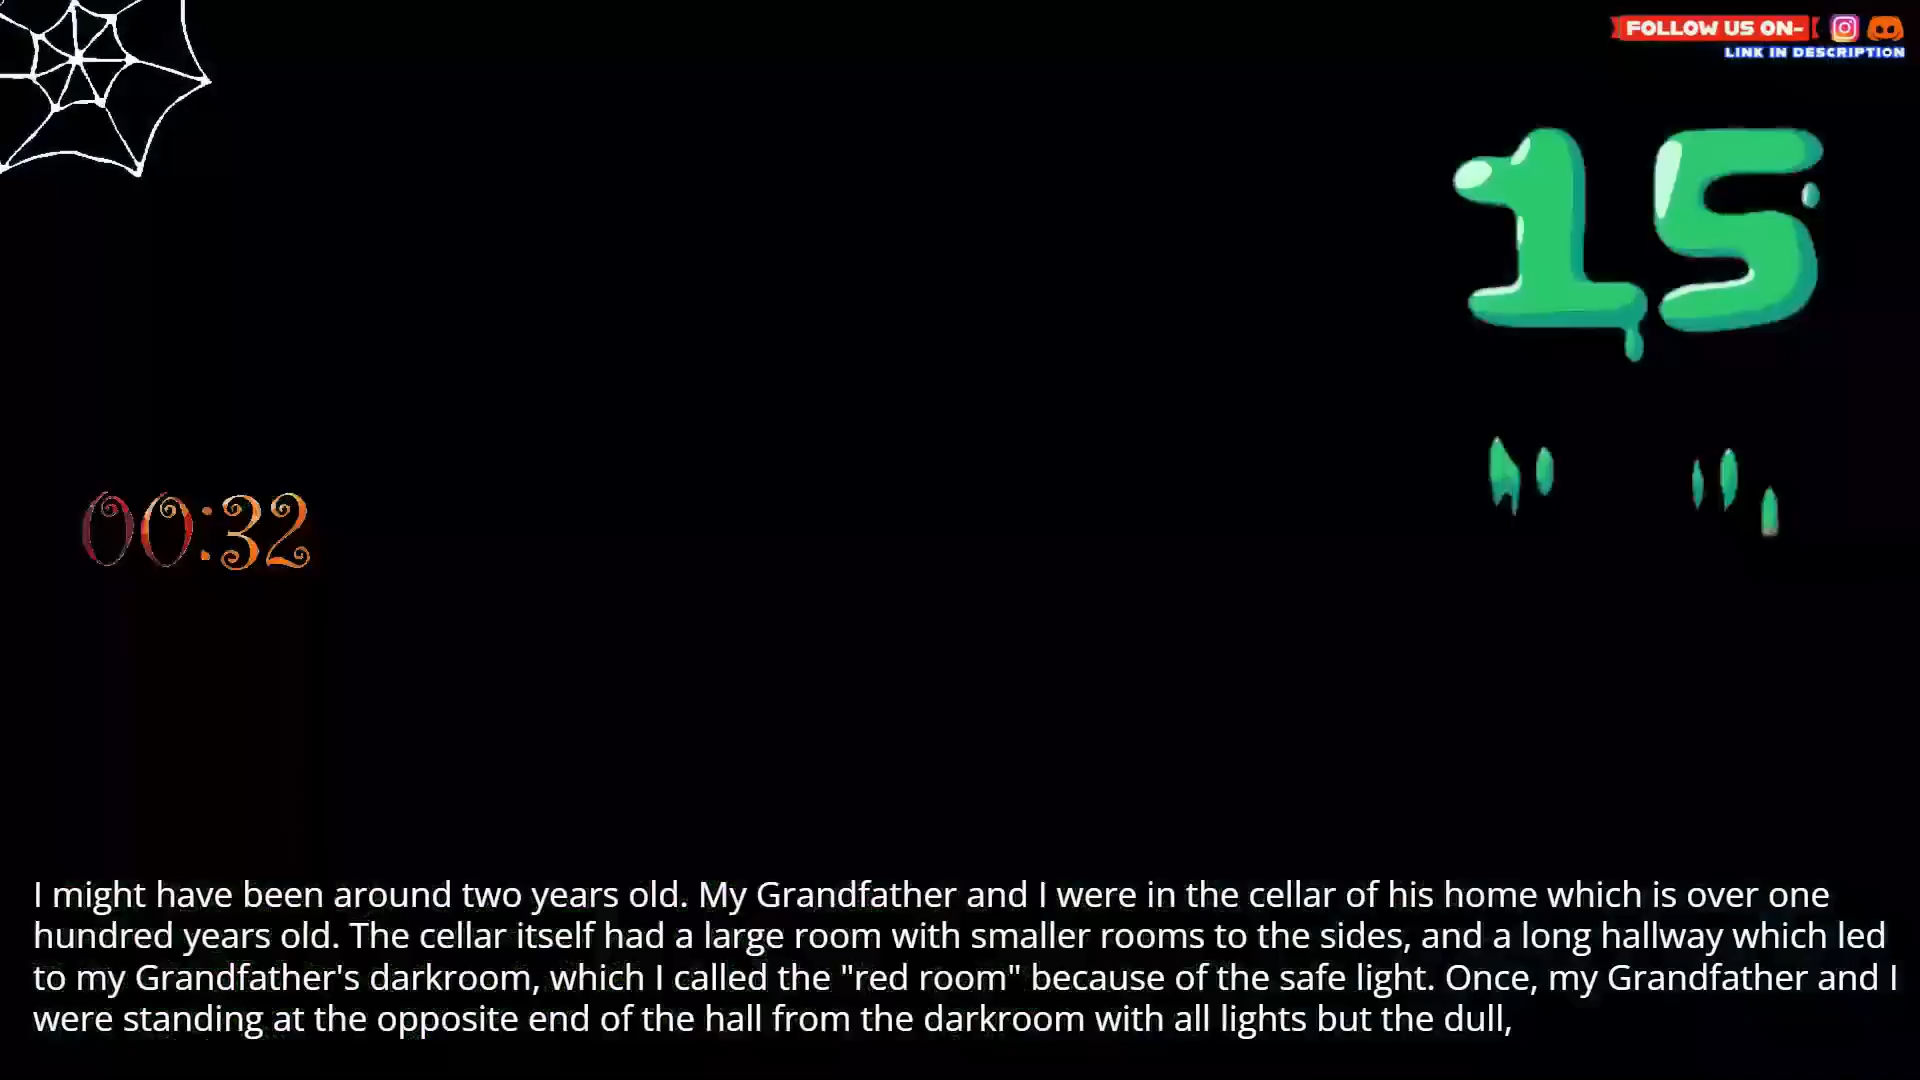 FOLLOW US ON-
LINK IN DESCRIPTION
15
00:32
I might have been around two years old. My Grandfather and I were in the cellar of his home which is over one
hundred years old. The cellar itself had a large room with smaller rooms to the sides, and a long hallway which led
to my Grandfather's darkroom, which I called the "red room" because of the safe light. Once, my Grandfather and I
were standing at the opposite end of the hall from the darkroom with all lights but the dull,